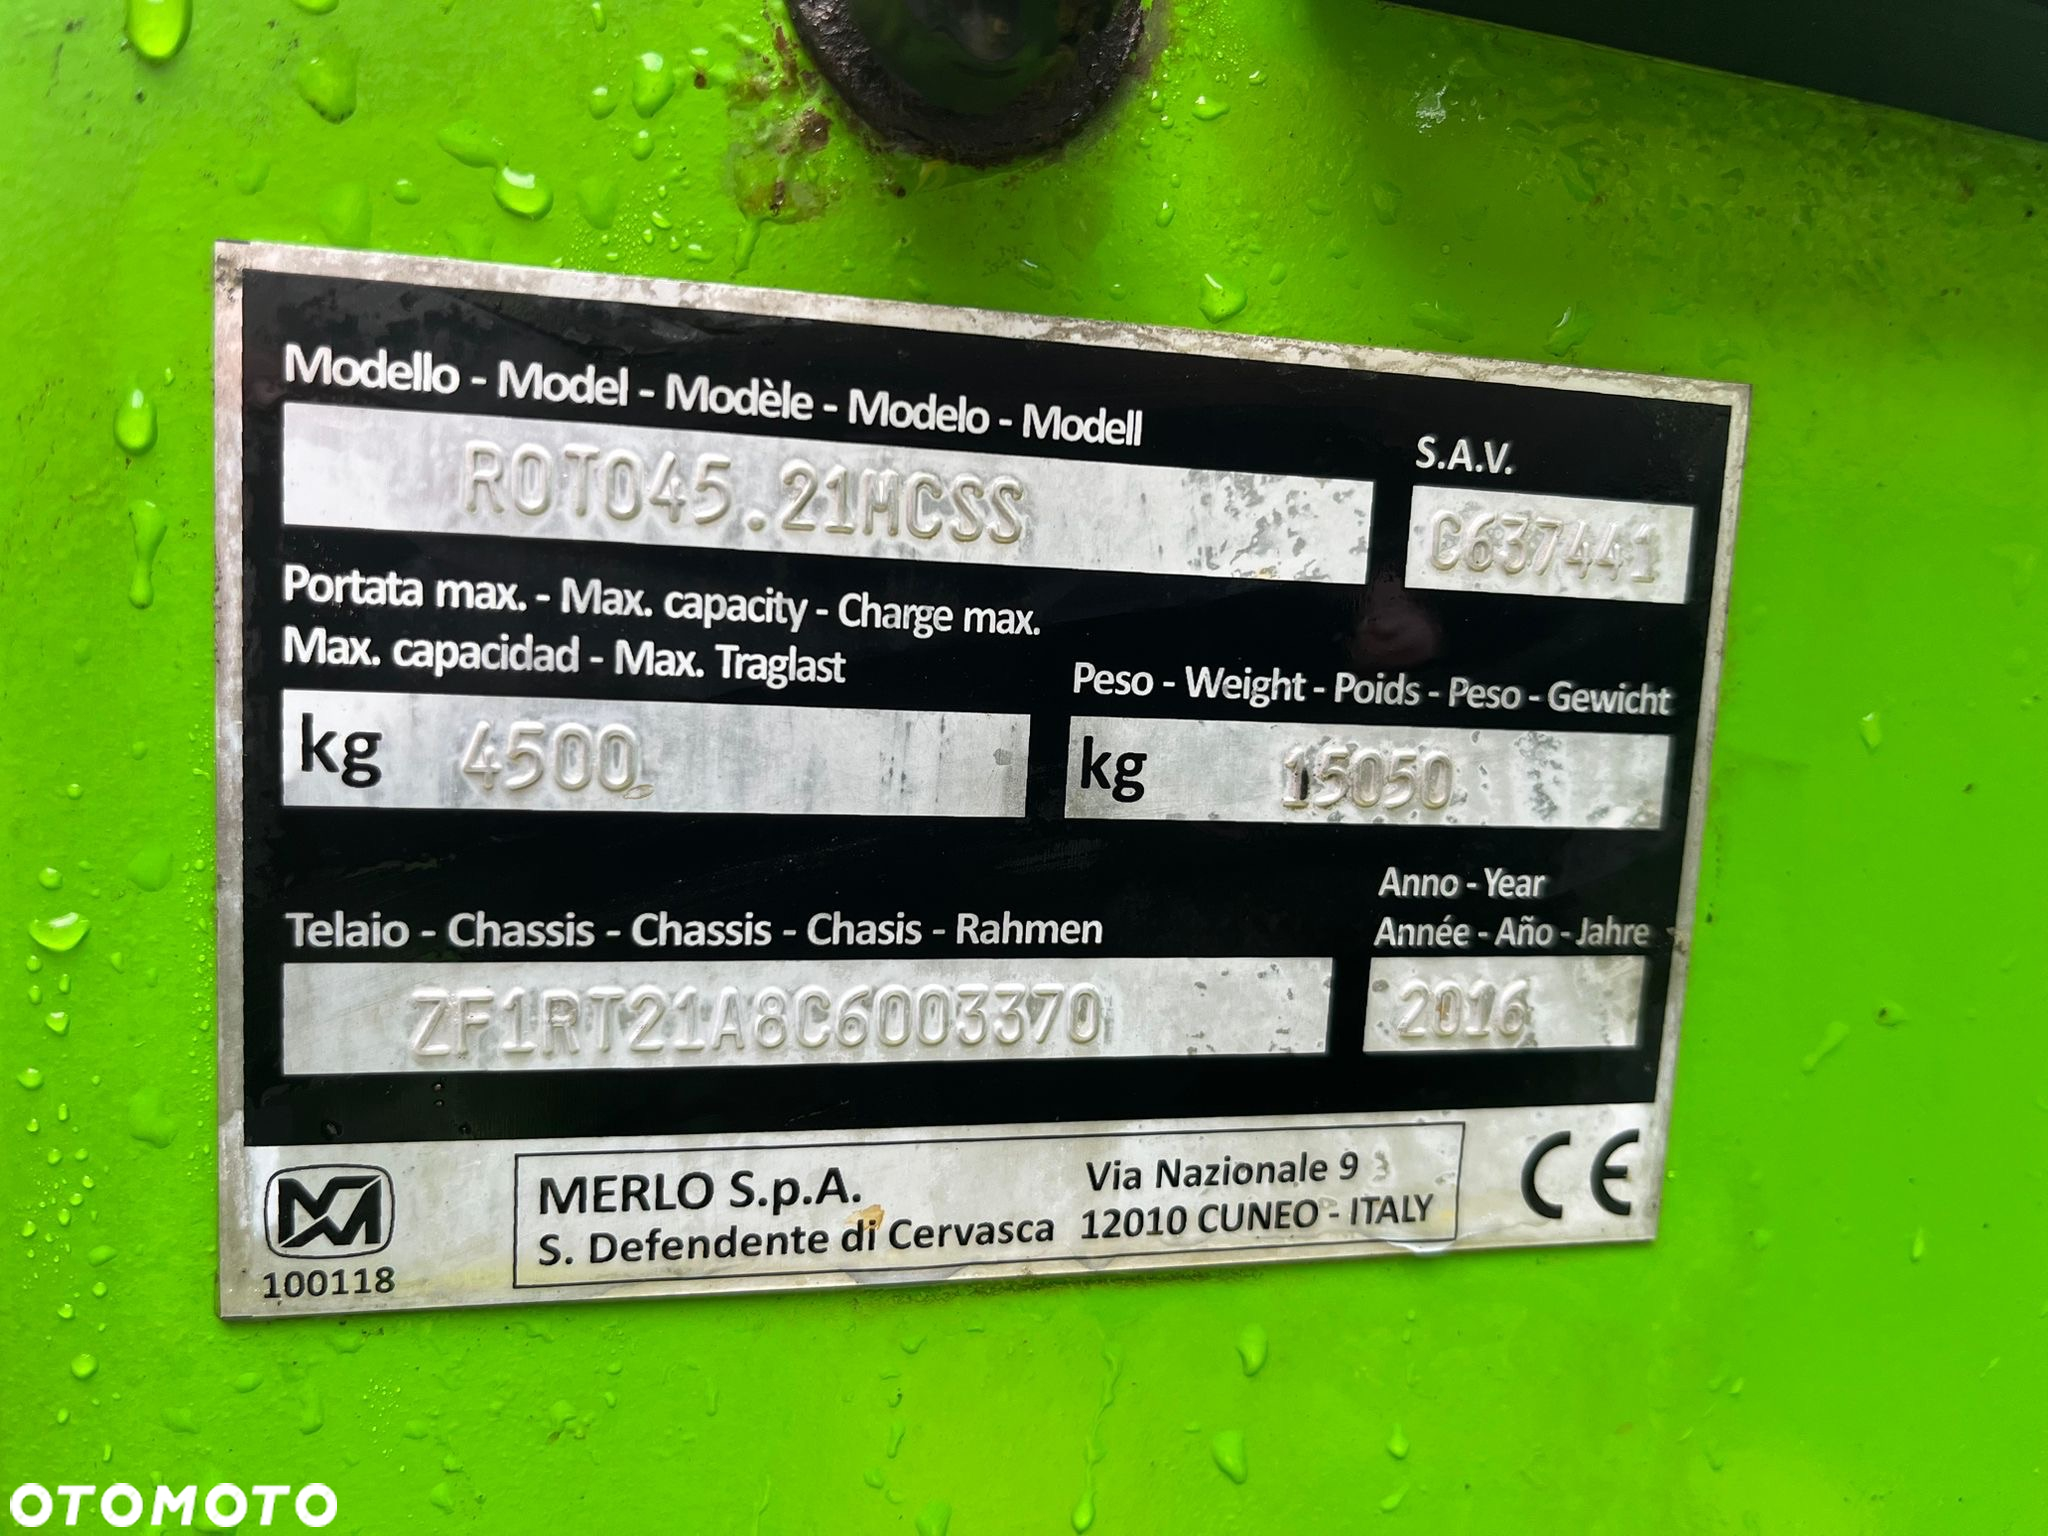 Modello - Model - Modèle - Modelo - Modell
ROTO45.21MCSS
S.A.V.
C637441
Portata max. - Max. capacity - Charge max.
Max. capacidad - Max. Traglast
kg 4500
Peso - Weight - Poids - Peso - Gewicht
kg 15050
Telaio - Chassis - Chassis - Chasis - Rahmen
ZF1RT21A8C6003370
Anno - Year
Année - Año - Jahre
2016
100118
MERLO S.p.A.
S. Defendente di Cervasca
Via Nazionale 9
12010 CUNEO - ITALY
CE
OTOMOTO